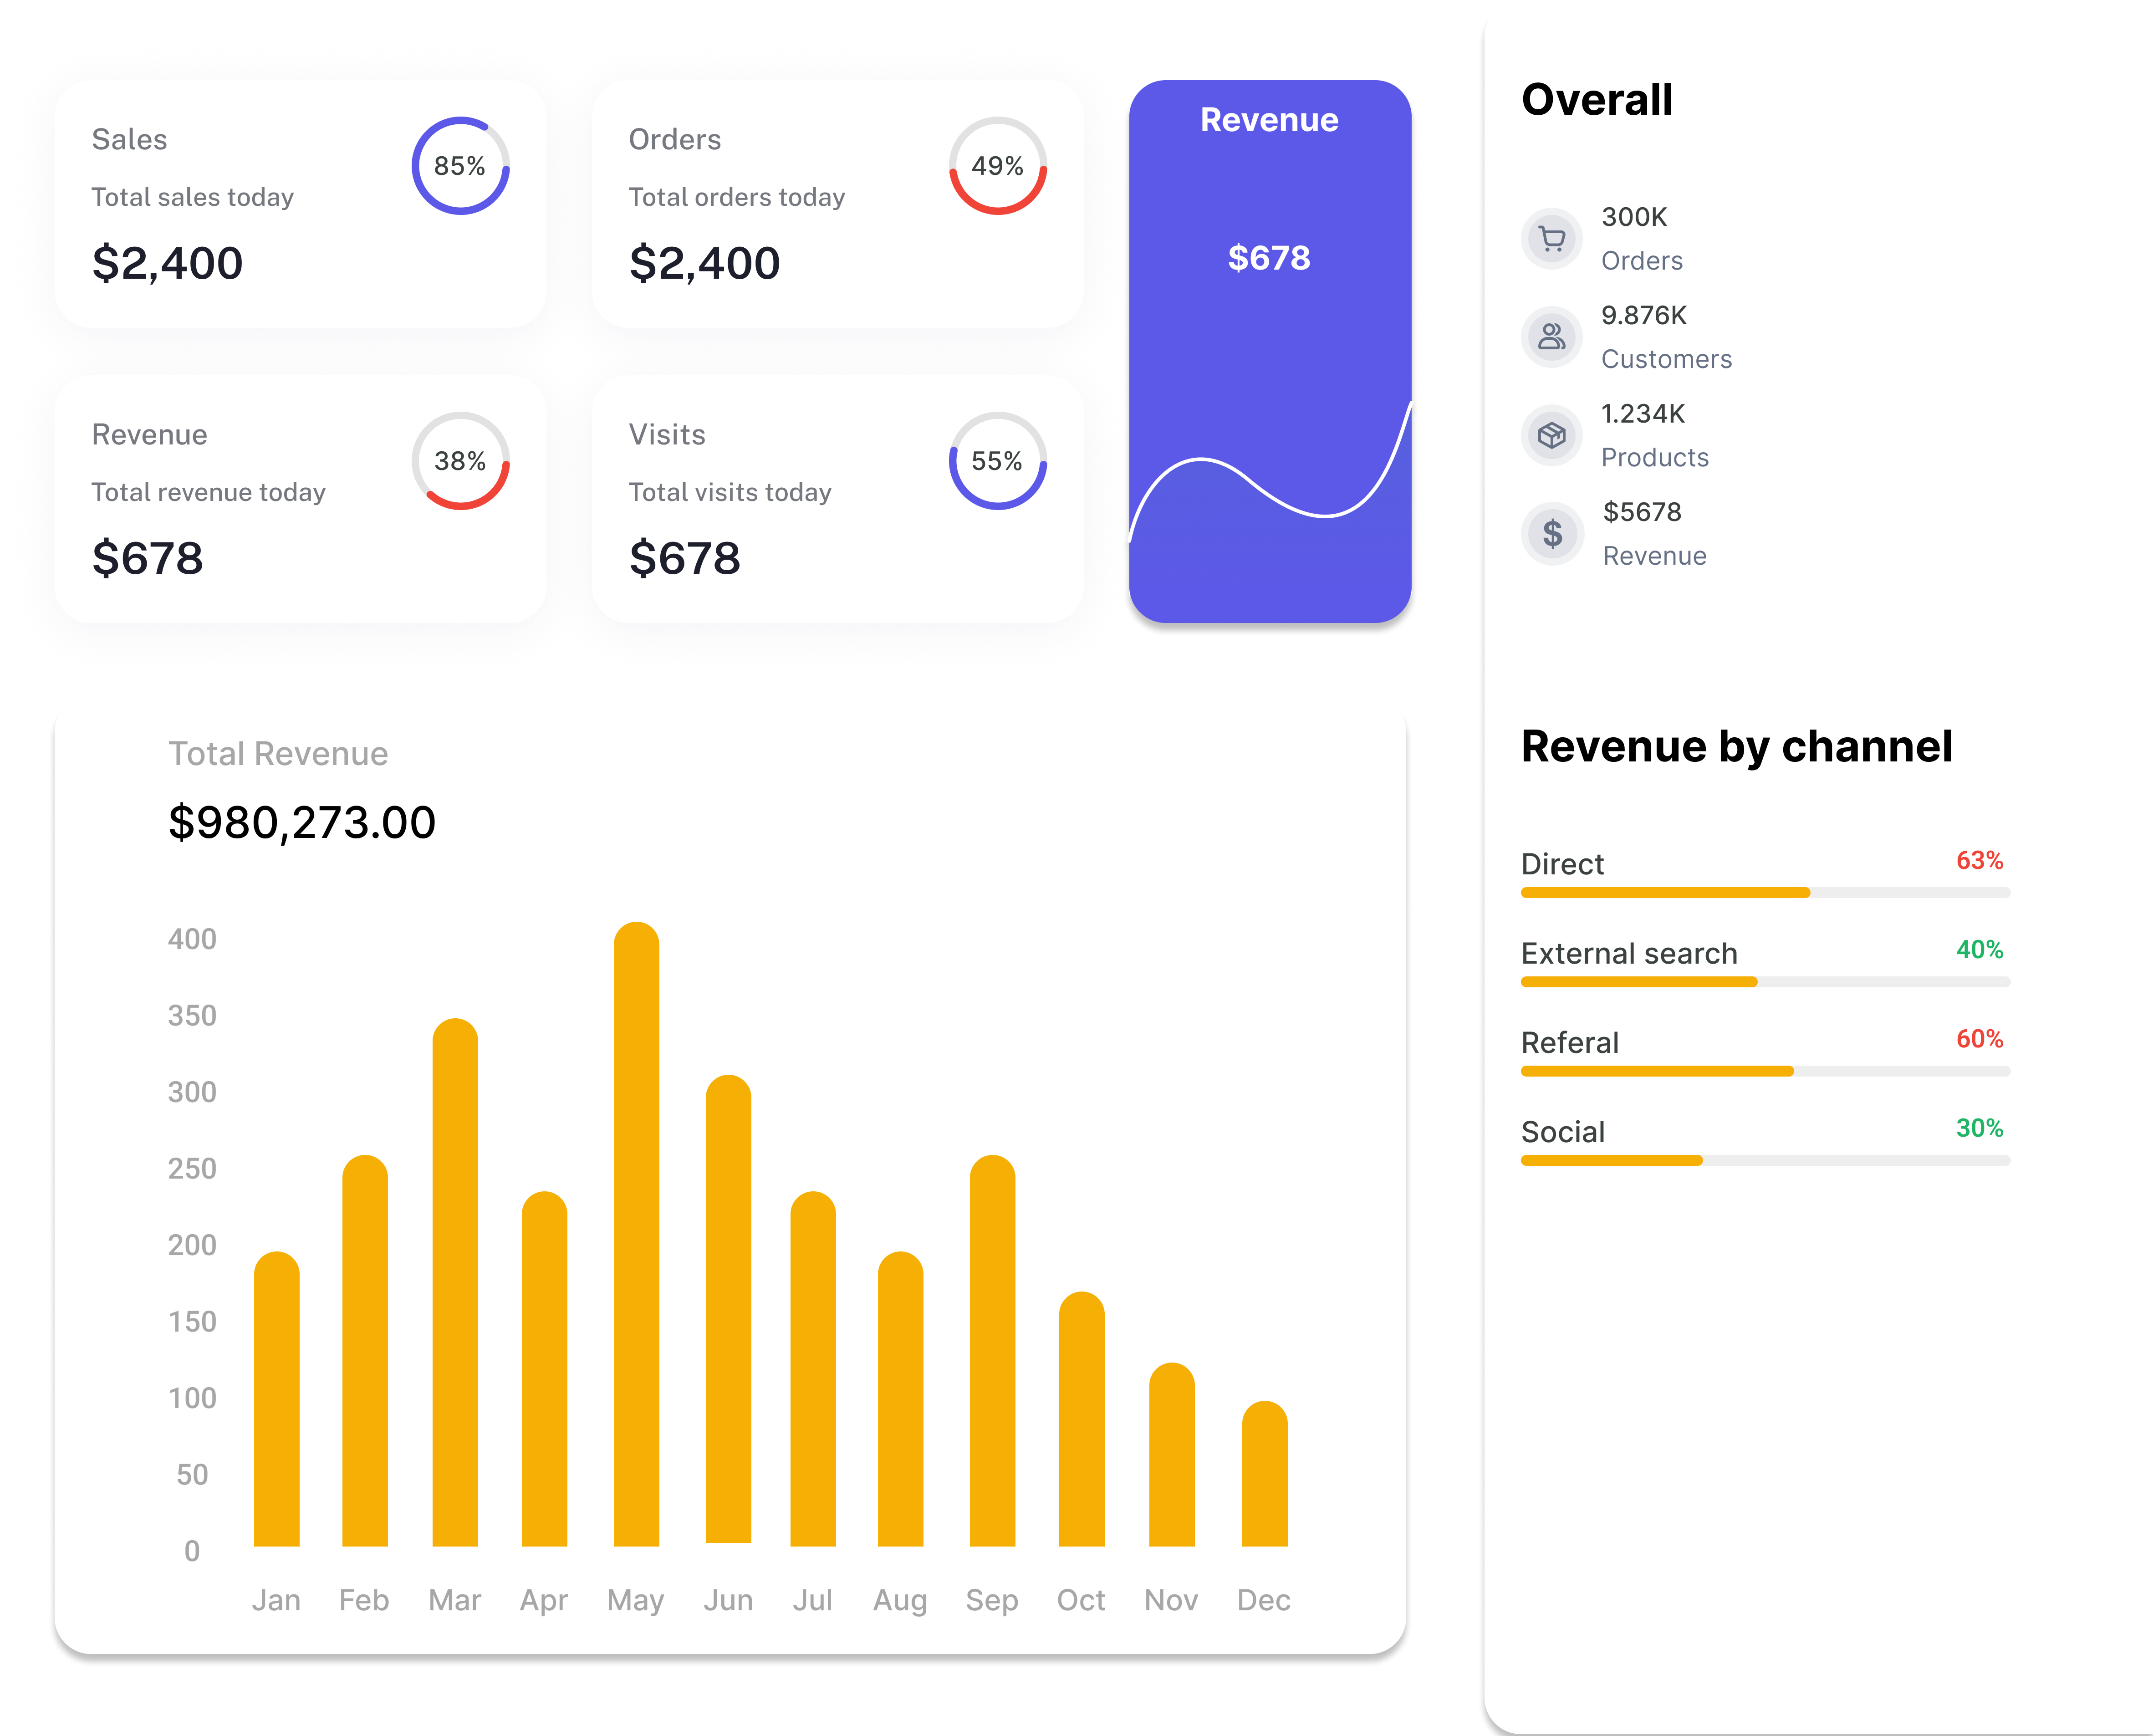 Sales
85%
Total sales today
$2,400
Orders
49%
Total orders today
$2,400
Revenue
38%
Total revenue today
$678
Visits
55%
Total visits today
$678
Revenue
$678
Total Revenue
$980,273.00
400
350
300
250
200
150
100
50
0
Jan Feb Mar Apr May Jun Jul Aug Sep Oct Nov Dec
Overall
300K
Orders
9.876K
Customers
1.234K
Products
$
$5678
Revenue
Revenue by channel
Direct 63%
External search 40%
Referal 60%
Social 30%